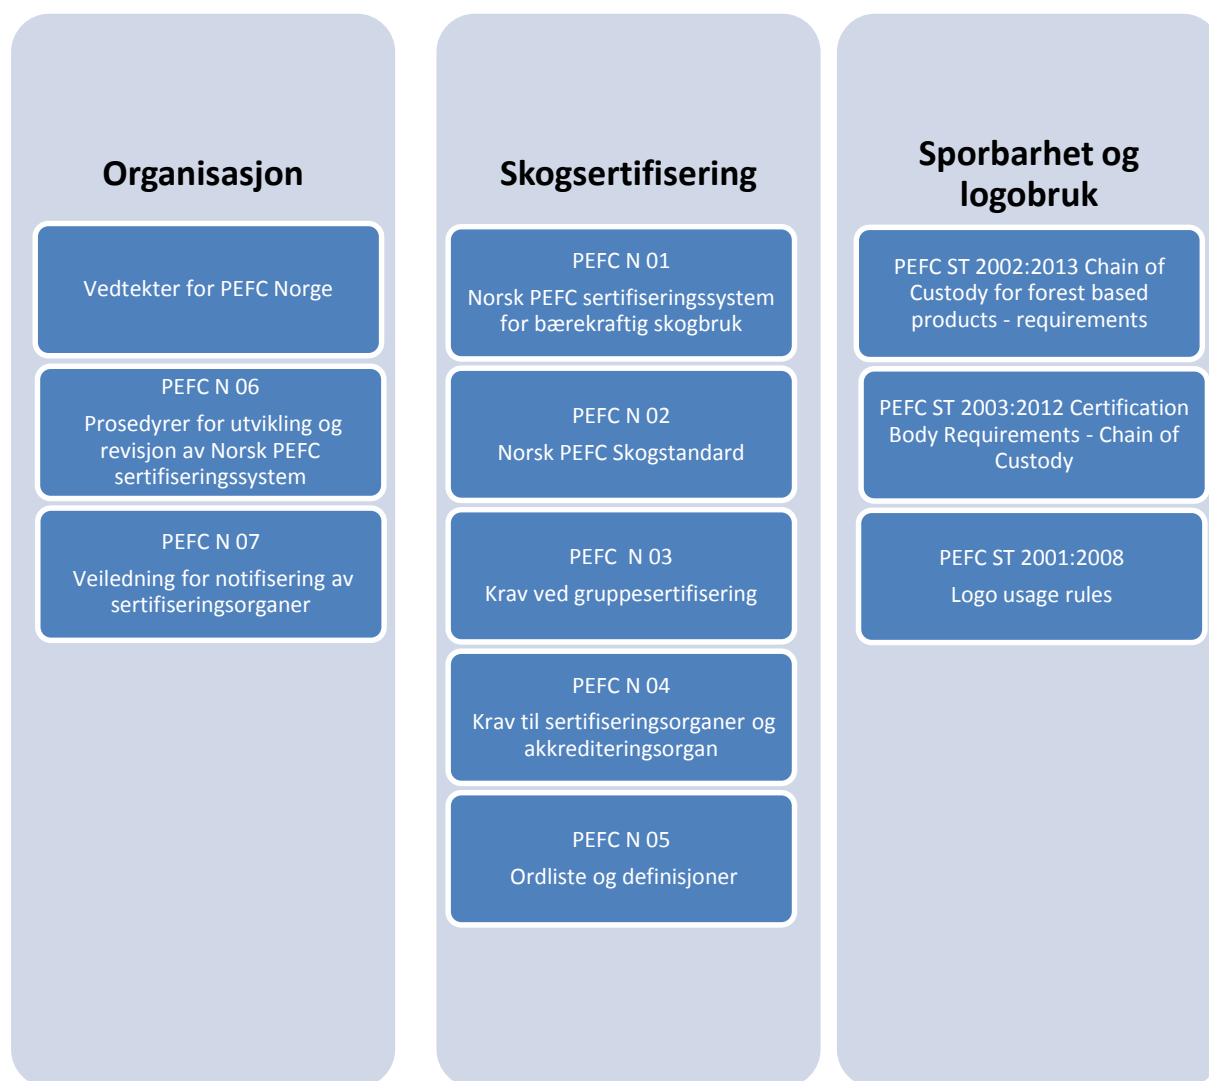 Organisasjon
Vedtekter for PEFC Norge
PEFC N 06
Prosedyrer for utvikling og
revisjon av Norsk PEFC
sertifiseringssystem
PEFC N 07
Veiledning for notifisering av
sertifiseringsorganer
Skogsertifisering
PEFC N 01
Norsk PEFC sertifiseringssystem
for bærekraftig skogbruk
PEFC N 02
Norsk PEFC Skogstandard
PEFC N 03
Krav ved gruppesertifisering
PEFC N 04
Krav til sertifiseringsorganer og
akkrediteringsorgan
PEFC N 05
Ordliste og definisjoner
Sporbarhet og
logobruk
PEFC ST 2002:2013 Chain of
Custody for forest based
products - requirements
PEFC ST 2003:2012 Certification
Body Requirements - Chain of
Custody
PEFC ST 2001:2008
Logo usage rules